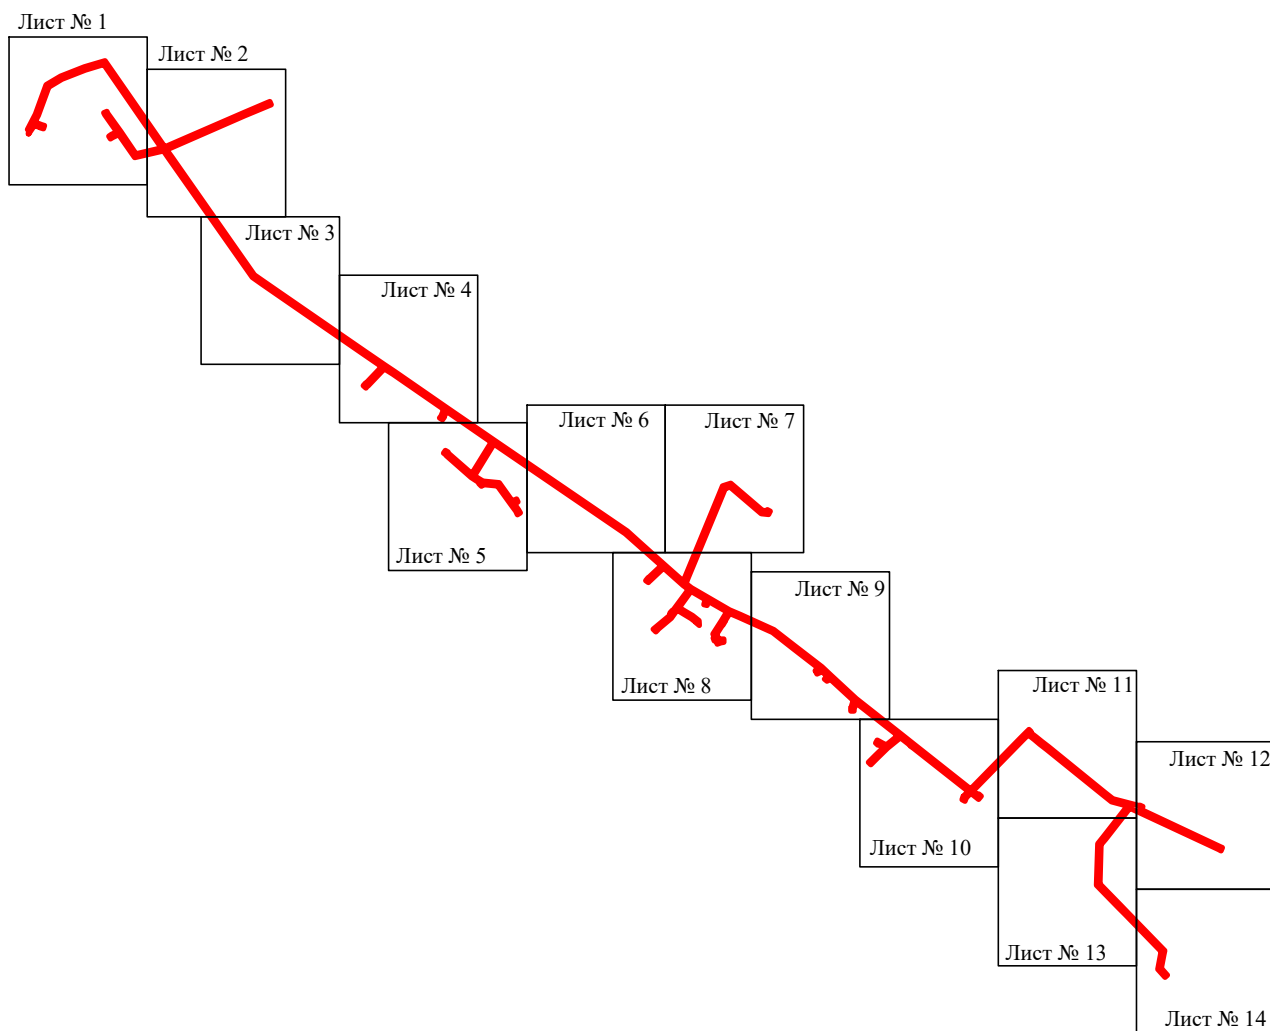 Лист № 1
Лист № 2
Лист № 3
Лист № 4
Лист № 5
Лист № 6
Лист № 7
Лист № 8
Лист № 9
Лист № 10
Лист № 11
Лист № 12
Лист № 13
Лист № 14